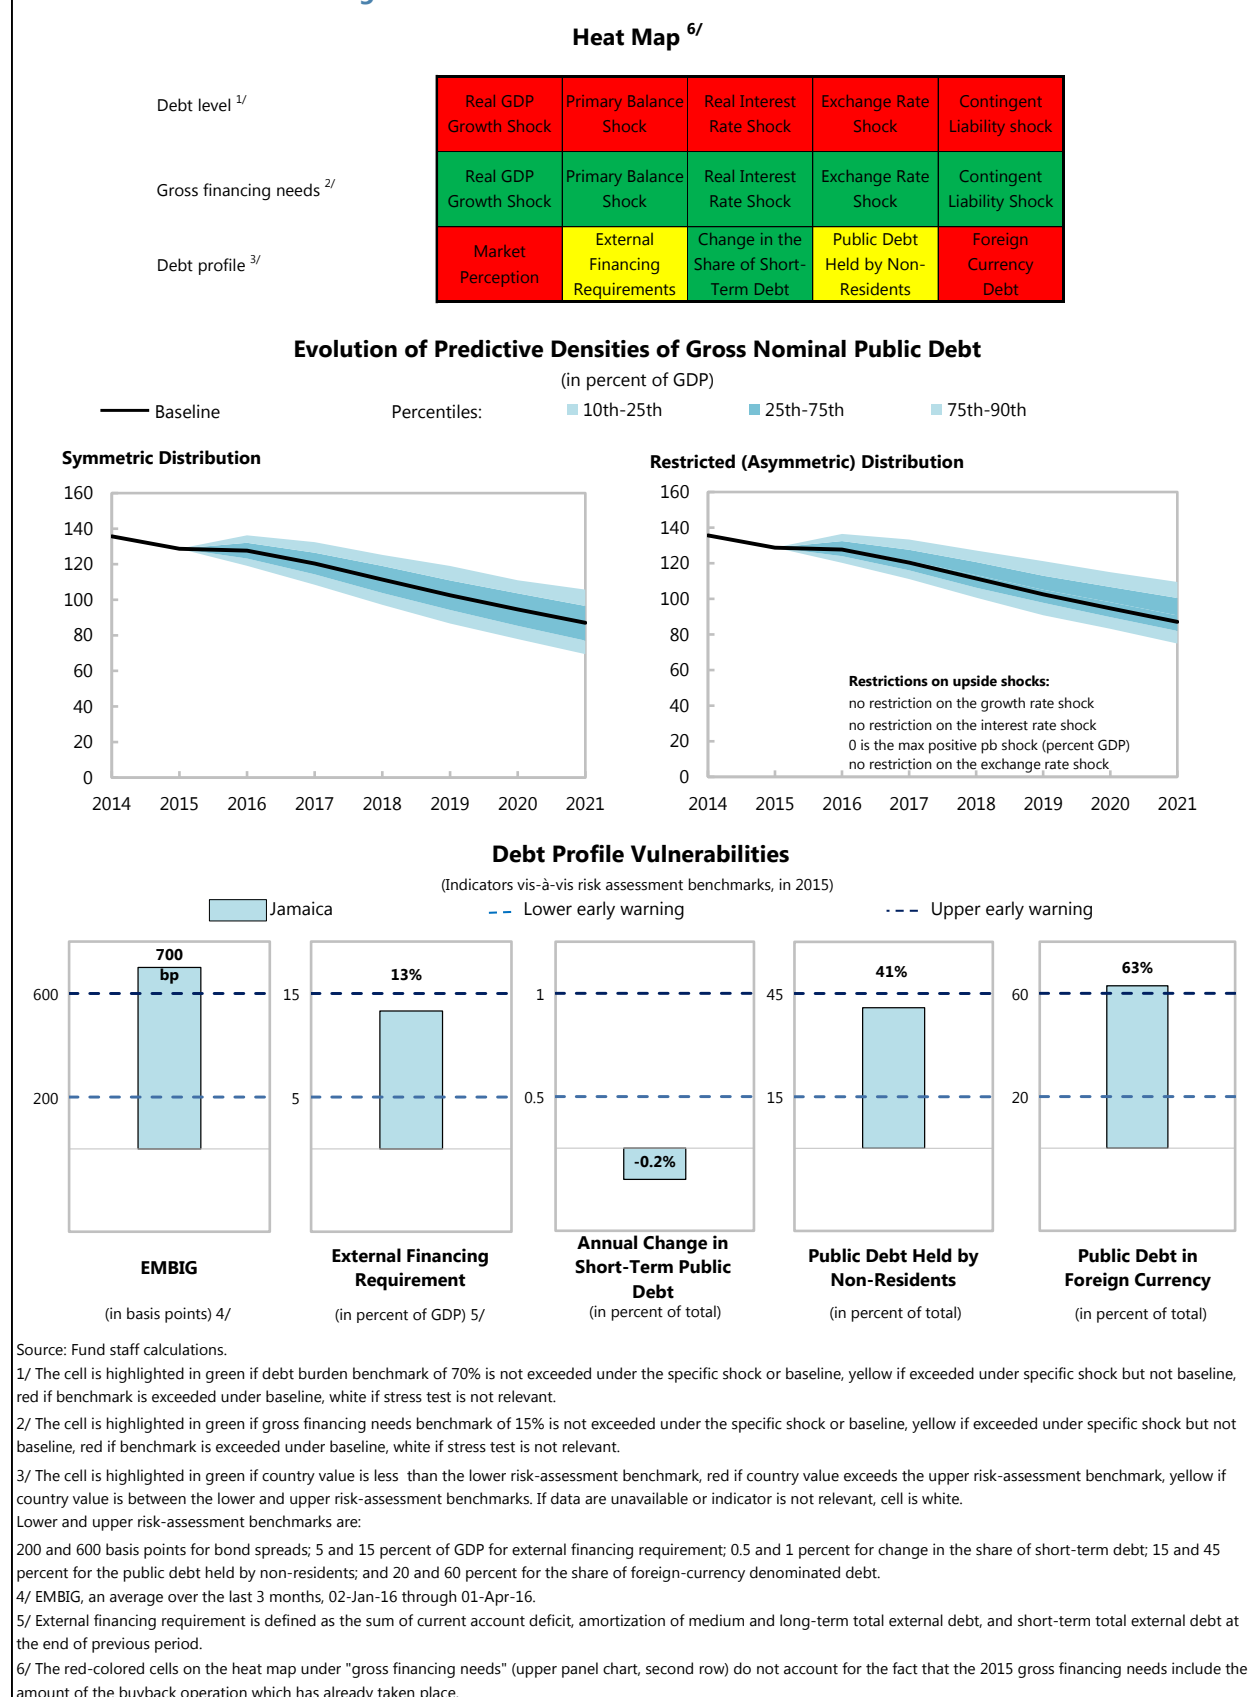 Heat Map 6/
Debt level 1/
Real GDP Growth Shock
Primary Balance Shock
Real Interest Rate Shock
Exchange Rate Shock
Contingent Liability shock
Gross financing needs 2/
Real GDP Growth Shock
Primary Balance Shock
Real Interest Rate Shock
Exchange Rate Shock
Contingent Liability Shock
Debt profile 3/
Market Perception
External Financing Requirements
Change in the Share of Short-Term Debt
Public Debt Held by Non-Residents
Foreign Currency Debt
Evolution of Predictive Densities of Gross Nominal Public Debt
(in percent of GDP)
Baseline Percentiles: 10th-25th 25th-75th 75th-90th
Symmetric Distribution
160
140
120
100
80
60
40
20
0
2014 2015 2016 2017 2018 2019 2020 2021
Restricted (Asymmetric) Distribution
160
140
120
100
80
60
40
20
0
Restrictions on upside shocks:
no restriction on the growth rate shock
no restriction on the interest rate shock
0 is the max positive pb shock (percent GDP)
no restriction on the exchange rate shock
2014 2015 2016 2017 2018 2019 2020 2021
Debt Profile Vulnerabilities
(Indicators vis-à-vis risk assessment benchmarks, in 2015)
Jamaica Lower early warning Upper early warning
700
bp
600
200
EMBIG
(in basis points) 4/
13%
15
5
External Financing
Requirement
(in percent of GDP) 5/
1
0.5
-0.2%
Annual Change in
Short-Term Public
Debt
(in percent of total)
41%
45
15
Public Debt Held by
Non-Residents
(in percent of total)
63%
60
20
Public Debt in
Foreign Currency
(in percent of total)
Source: Fund staff calculations.
1/ The cell is highlighted in green if debt burden benchmark of 70% is not exceeded under the specific shock or baseline, yellow if exceeded under specific shock but not baseline,
red if benchmark is exceeded under baseline, white if stress test is not relevant.
2/ The cell is highlighted in green if gross financing needs benchmark of 15% is not exceeded under the specific shock or baseline, yellow if exceeded under specific shock but not
baseline, red if benchmark is exceeded under baseline, white if stress test is not relevant.
3/ The cell is highlighted in green if country value is less than the lower risk-assessment benchmark, red if country value exceeds the upper risk-assessment benchmark, yellow if
country value is between the lower and upper risk-assessment benchmarks. If data are unavailable or indicator is not relevant, cell is white.
Lower and upper risk-assessment benchmarks are:
200 and 600 basis points for bond spreads; 5 and 15 percent of GDP for external financing requirement; 0.5 and 1 percent for change in the share of short-term debt; 15 and 45
percent for the public debt held by non-residents; and 20 and 60 percent for the share of foreign-currency denominated debt.
4/ EMBIG, an average over the last 3 months, 02-Jan-16 through 01-Apr-16.
5/ External financing requirement is defined as the sum of current account deficit, amortization of medium and long-term total external debt, and short-term total external debt at
the end of previous period.
6/ The red-colored cells on the heat map under "gross financing needs" (upper panel chart, second row) do not account for the fact that the 2015 gross financing needs include the
amount of the buyback operation which has already taken place.